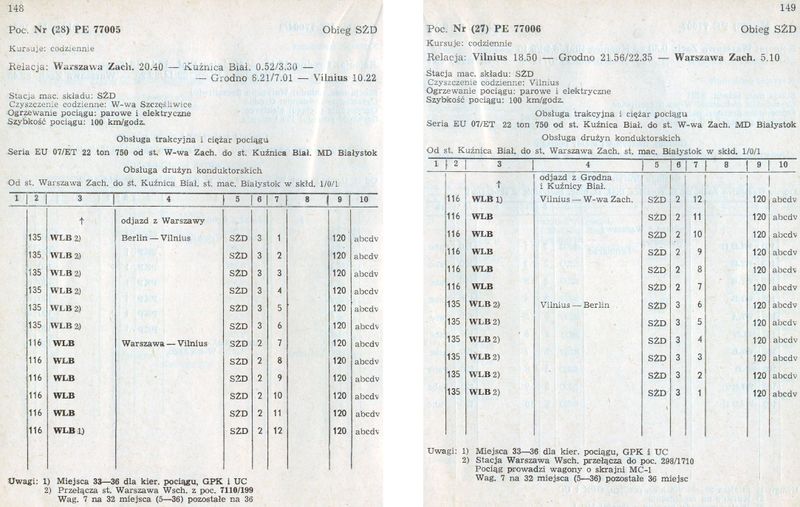 148
Poc. Nr (28) PE 77005 Obieg SŻD
Kursuje: codziennie
Relacja: Warszawa Zach. 20.40 — Kuźnica Biał. 0.52/3.30 —
— Grodno 6.21/7.01 — Vilnius 10.22
Stacja mac. składu: SŻD
Czyszczenie codzienne: W-wa Szczęśliwice
Ogrzewanie pociągu: parowe i elektryczne
Szybkość pociągu: 100 km/godz.
Obsługa trakcyjna i ciężar pociągu
Seria EU 07/ET 22 ton 750 od st. W-wa Zach. do st. Kuźnica Biał. MD Białystok
Obsługa drużyn konduktorskich
Od st. Warszawa Zach. do st. Kuźnica Biał. st. mac. Białystok w skłd. 1/0/1
1 2 3 4 5 6 7 8 9 10
↑ odjazd z Warszawy
135 WLB 2) Berlin — Vilnius SŻD 3 1 120 abcdv
135 WLB 2) SŻD 3 2 120 abcdv
135 WLB 2) SŻD 3 3 120 abcdv
135 WLB 2) SŻD 3 4 120 abcdv
135 WLB 2) SŻD 3 5 120 abcdv
135 WLB 2) SŻD 3 6 120 abcdv
116 WLB Warszawa — Vilnius SŻD 2 7 120 abcdv
116 WLB SŻD 2 8 120 abcdv
116 WLB SŻD 2 9 120 abcdv
116 WLB SŻD 2 10 120 abcdv
116 WLB SŻD 2 11 120 abcdv
116 WLB 1) SŻD 2 12 120 abcdv
Uwagi: 1) Miejsca 33—36 dla kier. pociągu, GPK i UC
2) Przełącza st. Warszawa Wsch. z poc. 7110/199
Wag. 7 na 32 miejsca (5—36) pozostałe na 36
149
Poc. Nr (27) PE 77006 Obieg SŻD
Kursuje: codziennie
Relacja: Vilnius 18.50 — Grodno 21.56/22.35 — Warszawa Zach. 5.10
Stacja mac. składu: SŻD
Czyszczenie codzienne: Vilnius
Ogrzewanie pociągu: parowe i elektryczne
Szybkość pociągu: 100 km/godz.
Obsługa trakcyjna i ciężar pociągu
Seria EU 07/ET 22 ton 750 od st. Kuźnica Biał. do st. W-wa Zach. MD Białystok
Obsługa drużyn konduktorskich
Od st. Kuźnica Biał. do st. Warszawa Zach. st. mac. Białystok w skłd. 1/0/1
1 2 3 4 5 6 7 8 9 10
odjazd z Grodna
↑ i Kuźnicy Biał.
116 WLB 1) Vilnius — W-wa Zach. SŻD 2 12 120 abcdv
116 WLB SŻD 2 11 120 abcdv
116 WLB SŻD 2 10 120 abcdv
116 WLB SŻD 2 9 120 abcdv
116 WLB SŻD 2 8 120 abcdv
116 WLB SŻD 2 7 120 abcdv
135 WLB 2) Vilnius — Berlin SŻD 3 6 120 abcdv
135 WLB 2) SŻD 3 5 120 abcdv
135 WLB 2) SŻD 3 4 120 abcdv
135 WLB 2) SŻD 3 3 120 abcdv
135 WLB 2) SŻD 3 2 120 abcdv
135 WLB 2) SŻD 3 1 120 abcdv
Uwagi: 1) Miejsca 33—36 dla kier. pociągu, GPK i UC
2) Stacja Warszawa Wsch. przełącza do poc. 298/1710
Pociąg prowadzi wagony o skrajni MC-1
Wag. 7 na 32 miejsca (5—36) pozostałe 36 miejsc